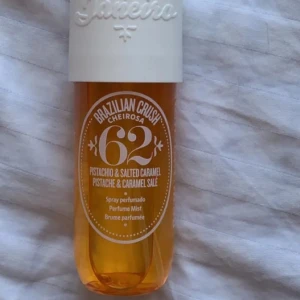 Janeiro
BRAZILIAN CRUSH
CHEIROSA
62
PISTACHIO & SALTED CARAMEL
PISTACHE & CARAMEL SALÉ
Spray perfumado
Perfume Mist
Brume parfumée